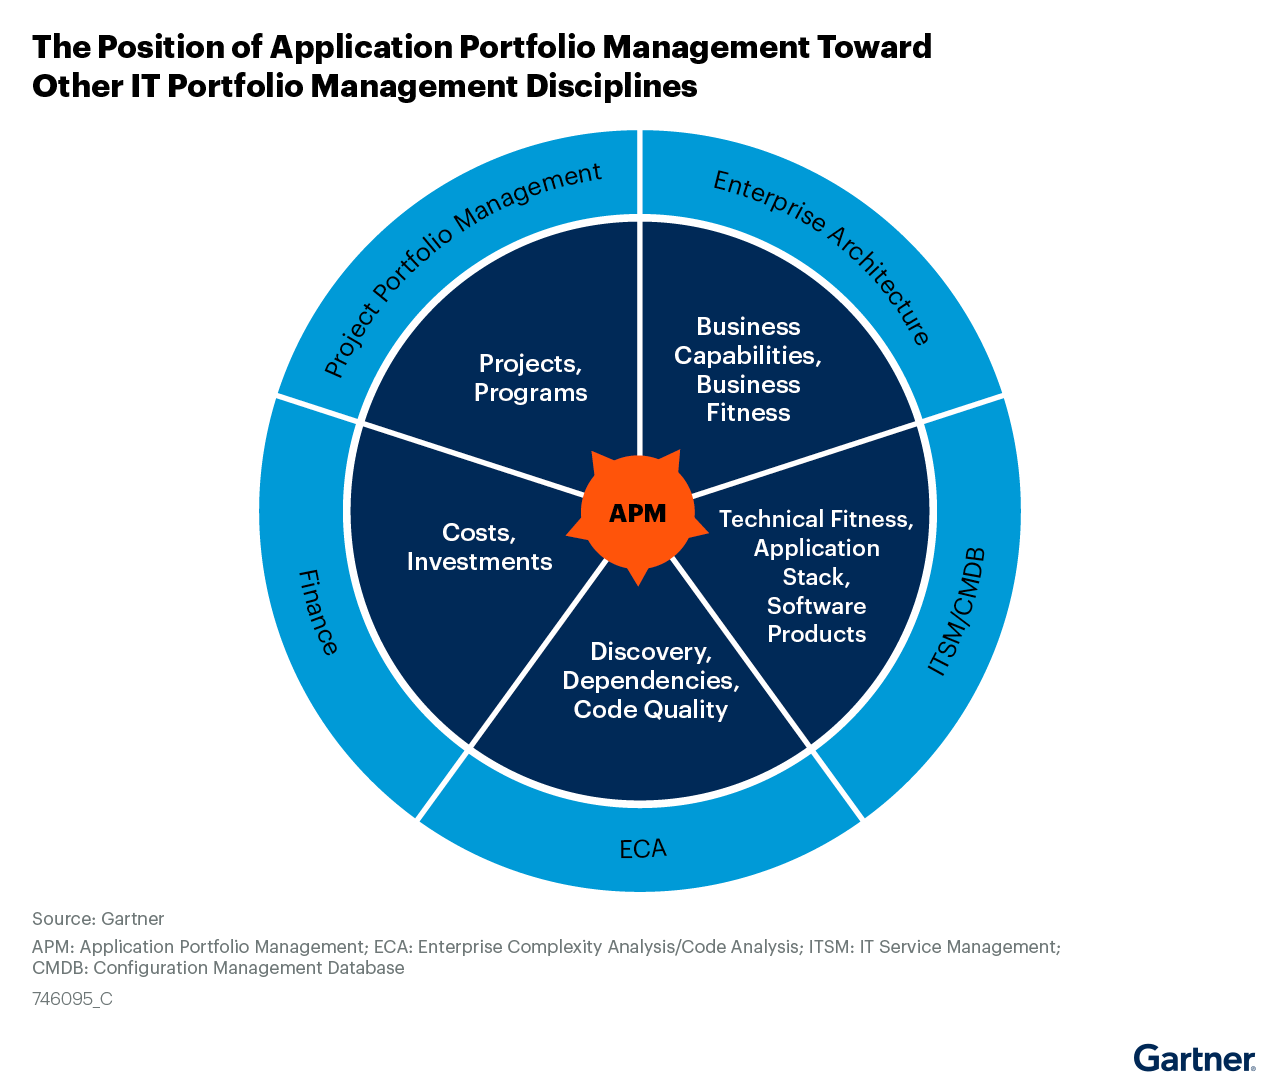 The Position of Application Portfolio Management Toward
Other IT Portfolio Management Disciplines
Project Portfolio Management
Enterprise Architecture
Projects,
Programs
Business
Capabilities,
Business
Fitness
APM
Costs,
Investments
Technical Fitness,
Application
Stack,
Software
Products
Finance
ITSM/CMDB
Discovery,
Dependencies,
Code Quality
ECA
Source: Gartner
APM: Application Portfolio Management; ECA: Enterprise Complexity Analysis/Code Analysis; ITSM: IT Service Management;
CMDB: Configuration Management Database
746095_C
Gartner®